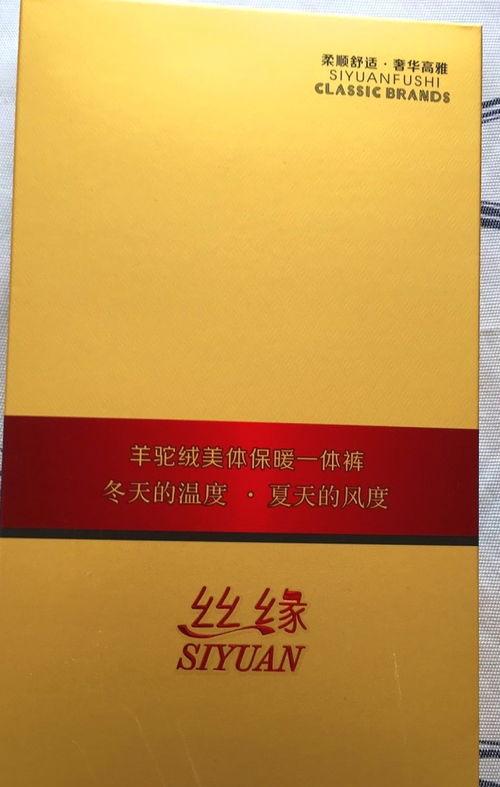 柔顺舒适·奢华高雅
SIYUANFUSHI
CLASSIC BRANDS
羊驼绒美体保暖一体裤
冬天的温度 · 夏天的风度
丝缘
SIYUAN